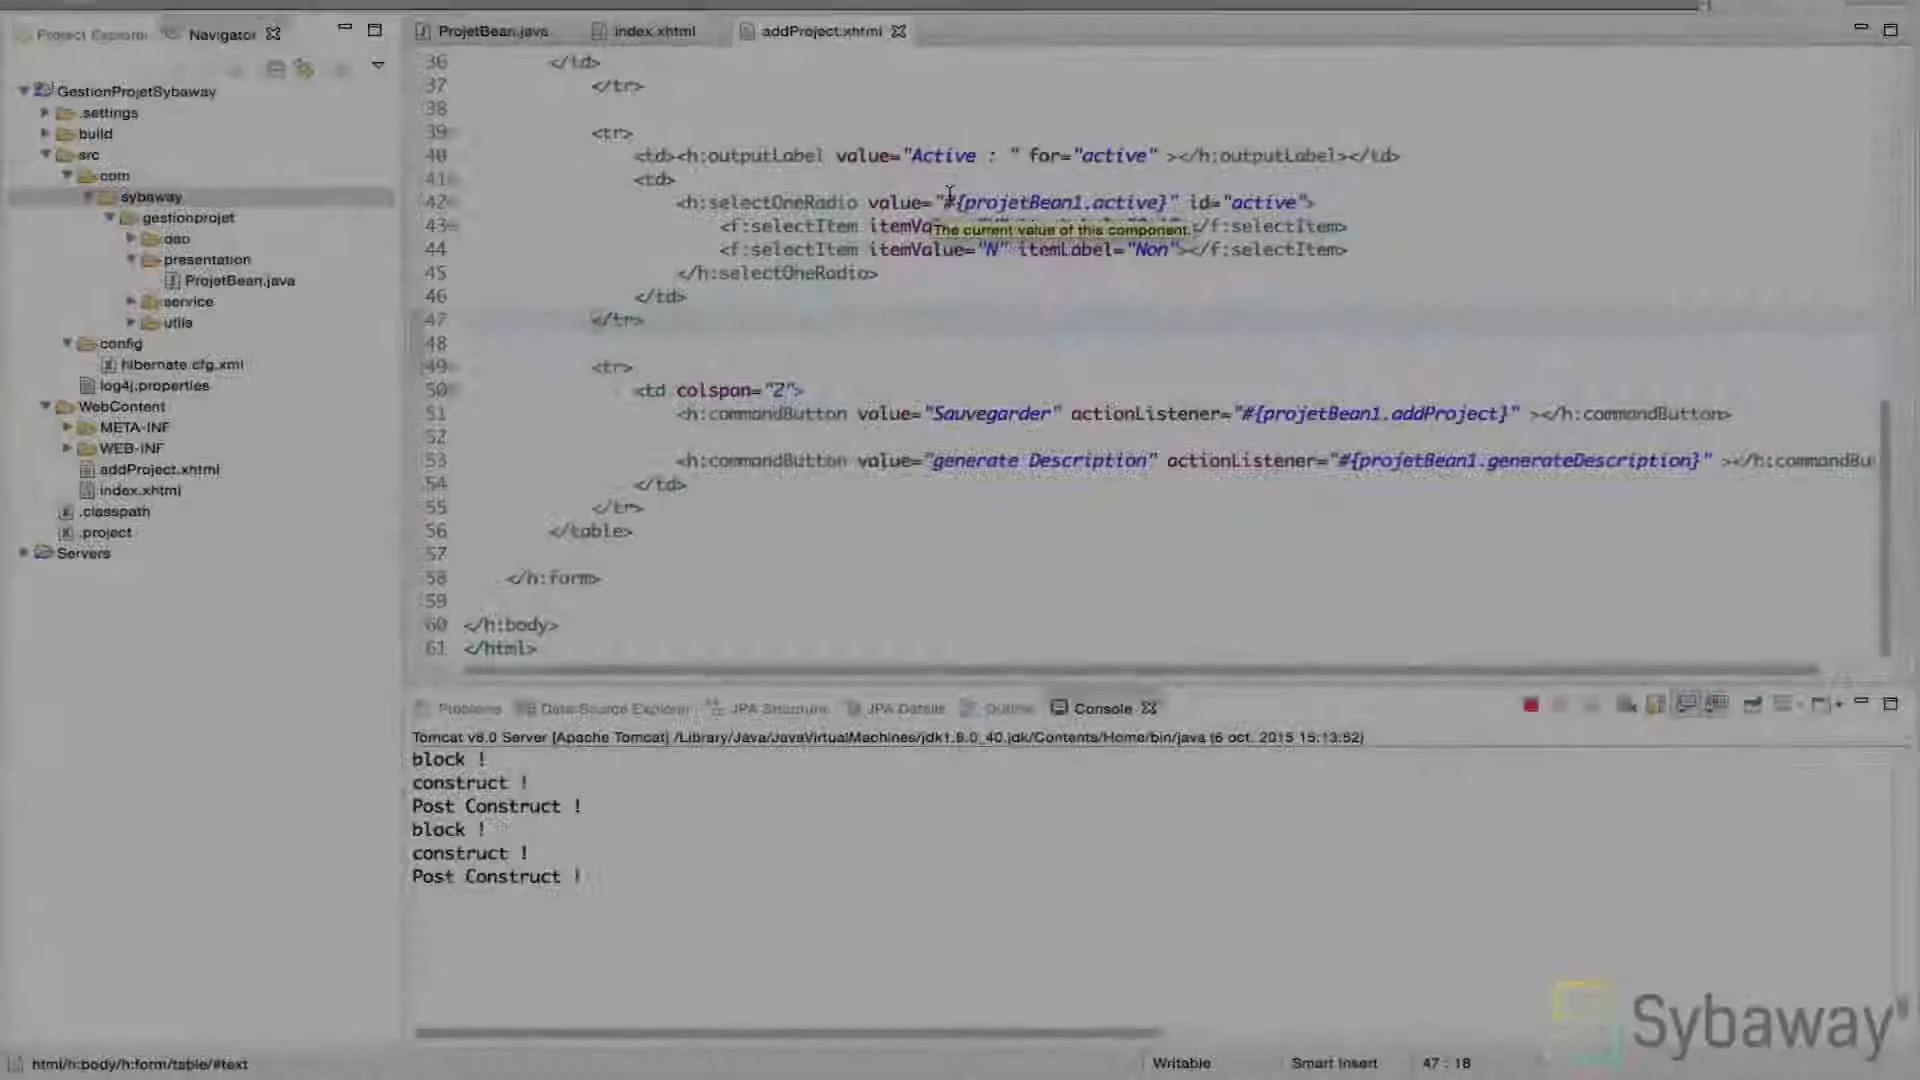 Project Explorer Navigator
GestionProjetSybaway
.settings
build
src
com
sybaway
gestionprojet
dao
presentation
ProjetBean.java
service
utils
config
hibernate.cfg.xml
log4j.properties
WebContent
META-INF
WEB-INF
addProject.xhtml
index.xhtml
.classpath
.project
Servers
ProjetBean.java index.xhtml addProject.xhtml
36 </td>
37 </tr>
38
39 <tr>
40 <td><h:outputLabel value="Active : " for="active" ></h:outputLabel></td>
41 <td>
42 <h:selectOneRadio value="#{projetBean1.active}" id="active">
43 <f:selectItem itemVa </f:selectItem>
The current value of this component.
44 <f:selectItem itemValue="N" itemLabel="Non"></f:selectItem>
45 </h:selectOneRadio>
46 </td>
47 </tr>
48
49 <tr>
50 <td colspan="2">
51 <h:commandButton value="Sauvegarder" actionListener="#{projetBean1.addProject}" ></h:commandButton>
52
53 <h:commandButton value="generate Description" actionListener="#{projetBean1.generateDescription}" ></h:commandBu
54 </td>
55 </tr>
56 </table>
57
58 </h:form>
59
60 </h:body>
61 </html>
Problems Data Source Explorer JPA Structure JPA Details Outline Console
Tomcat v8.0 Server [Apache Tomcat] /Library/Java/JavaVirtualMachines/jdk1.8.0_40.jdk/Contents/Home/bin/java (6 oct. 2015 15:13:52)
block !
construct !
Post Construct !
block !
construct !
Post Construct !
Sybaway
html/h:body/h:form/table/#text Writable Smart Insert 47 : 18